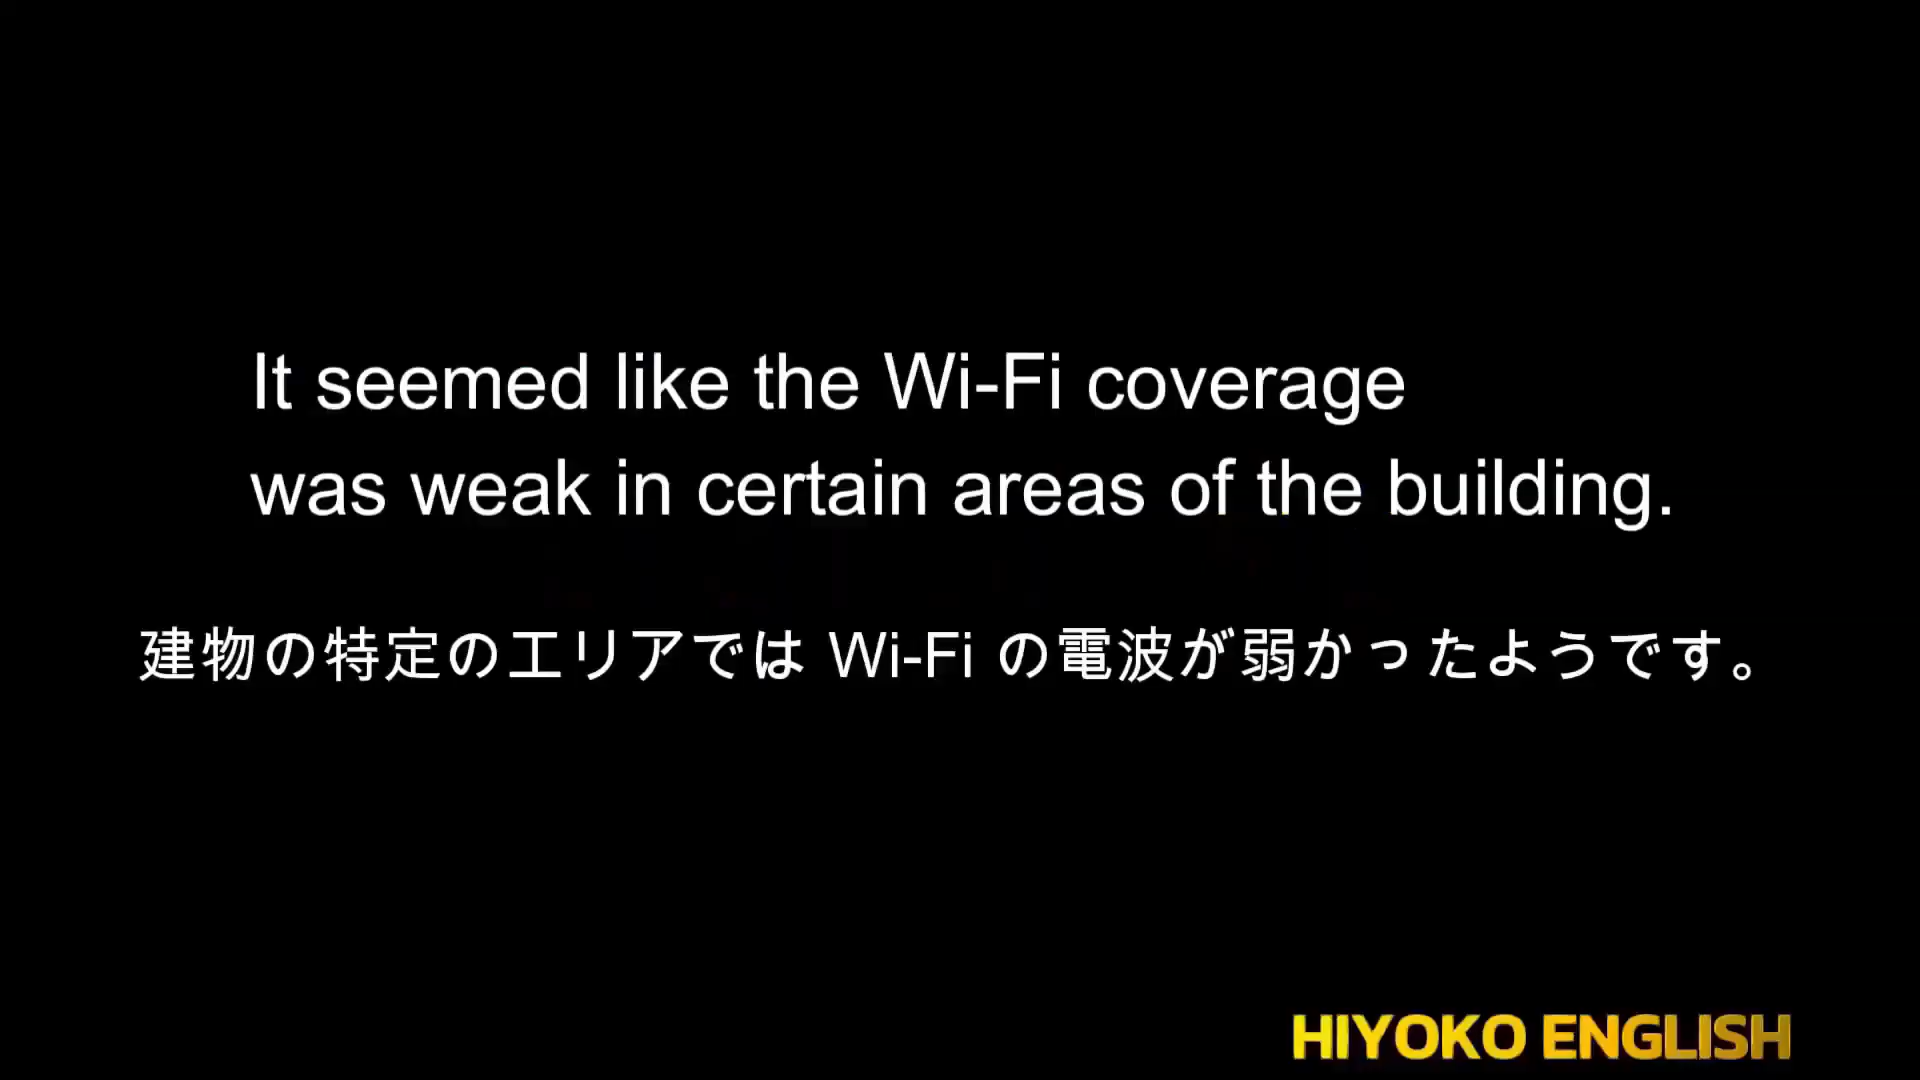 It seemed like the Wi-Fi coverage
was weak in certain areas of the building.
建物の特定のエリアでは Wi-Fi の電波が弱かったようです。
HIYOKO ENGLISH